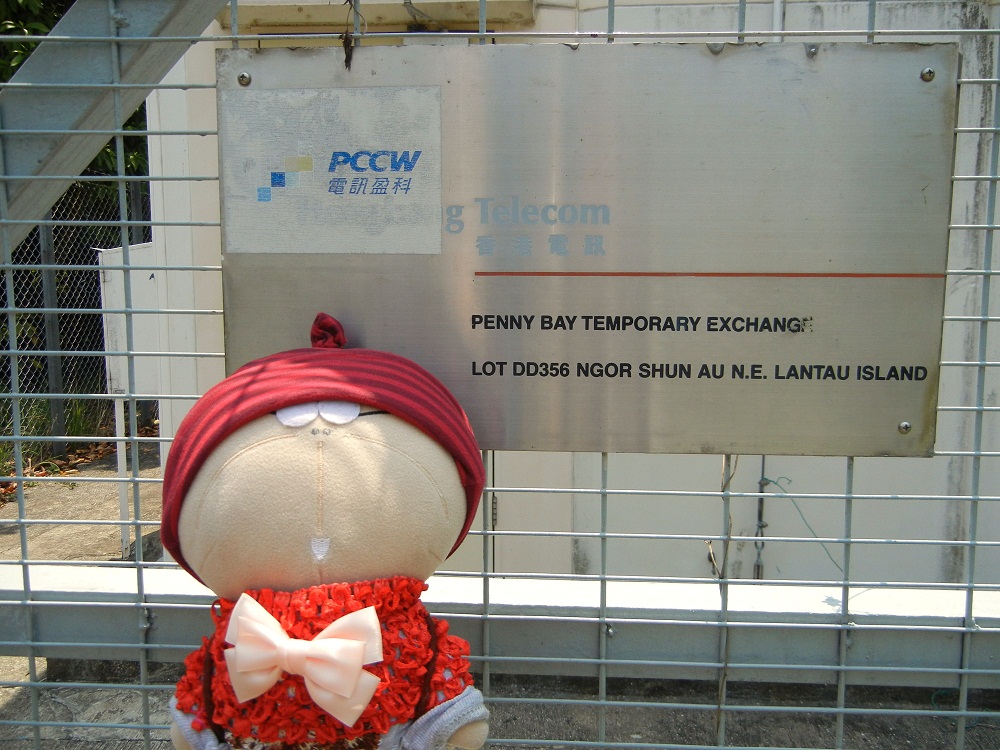 PCCW
電訊盈科
g Telecom
香港電訊
PENNY BAY TEMPORARY EXCHANGE
LOT DD356 NGOR SHUN AU N.E. LANTAU ISLAND